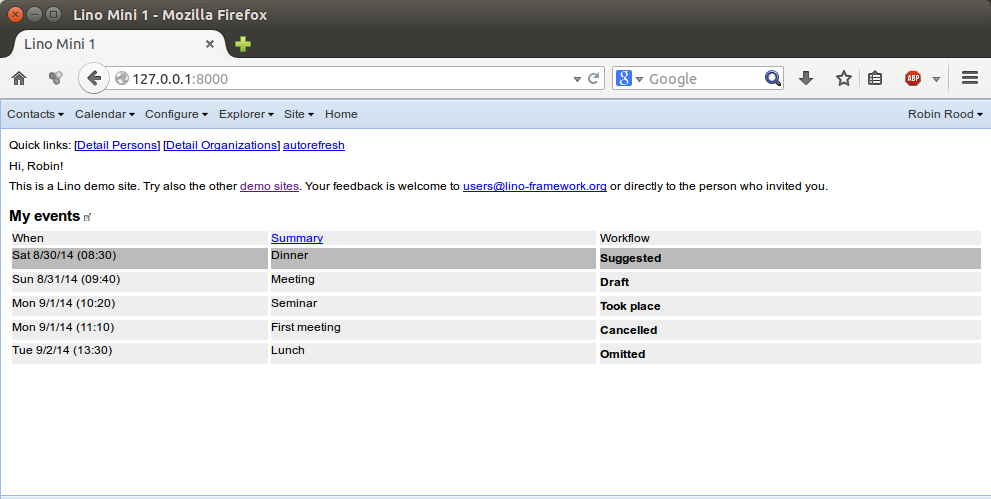 Lino Mini 1 - Mozilla Firefox
Lino Mini 1
127.0.0.1:8000
Google
ABP
Contacts Calendar Configure Explorer Site Home Robin Rood
Quick links: [Detail Persons] [Detail Organizations] autorefresh
Hi, Robin!
This is a Lino demo site. Try also the other demo sites. Your feedback is welcome to users@lino-framework.org or directly to the person who invited you.
My events
When Summary Workflow
Sat 8/30/14 (08:30) Dinner Suggested
Sun 8/31/14 (09:40) Meeting Draft
Mon 9/1/14 (10:20) Seminar Took place
Mon 9/1/14 (11:10) First meeting Cancelled
Tue 9/2/14 (13:30) Lunch Omitted